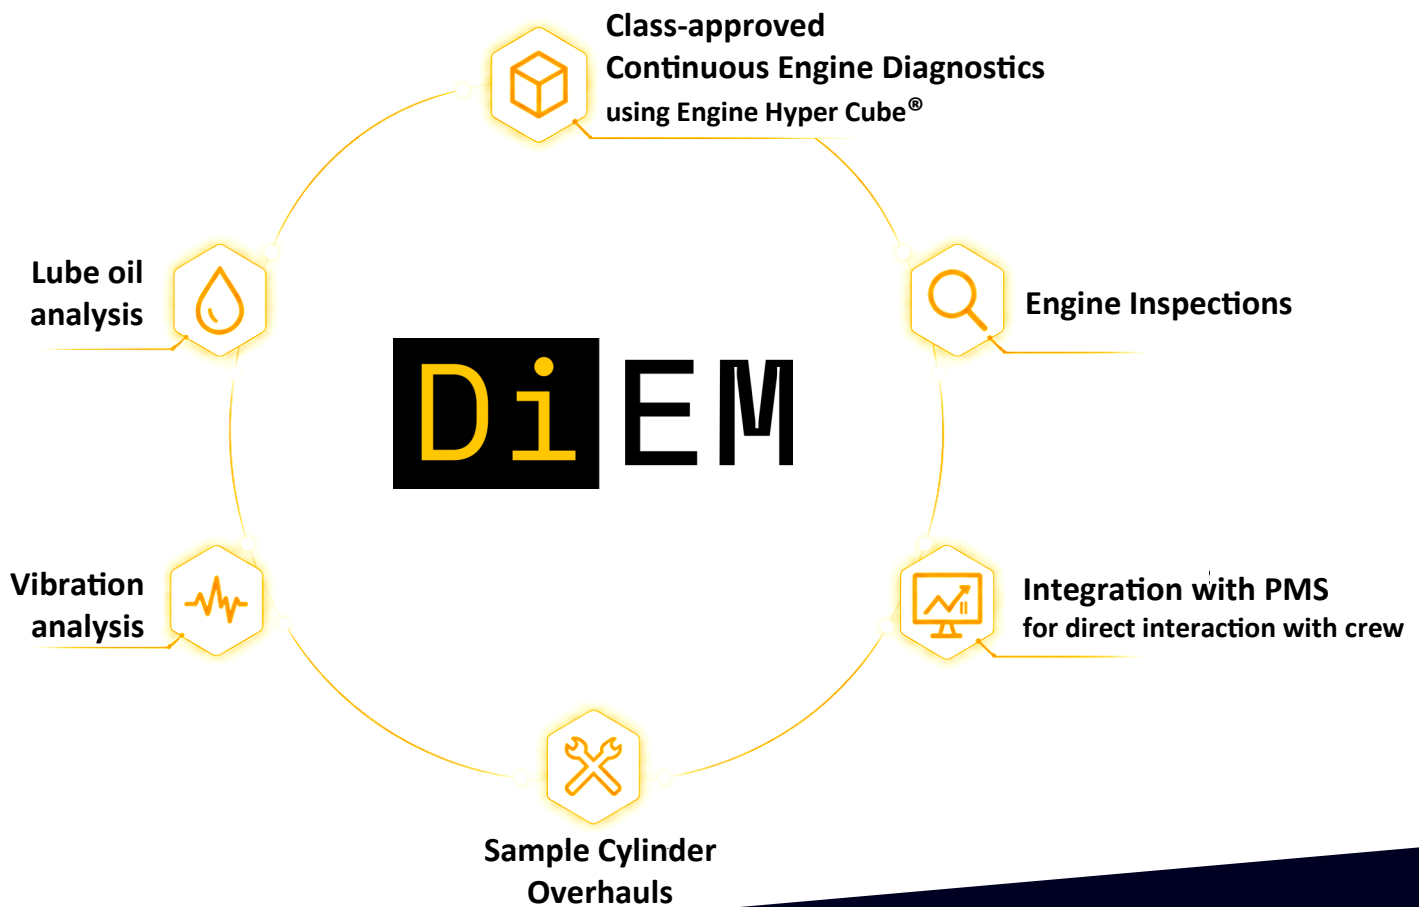 Class-approved
Continuous Engine Diagnostics
using Engine Hyper Cube®
Lube oil
analysis
Engine Inspections
DiEM
Vibration
analysis
Integration with PMS
for direct interaction with crew
Sample Cylinder
Overhauls